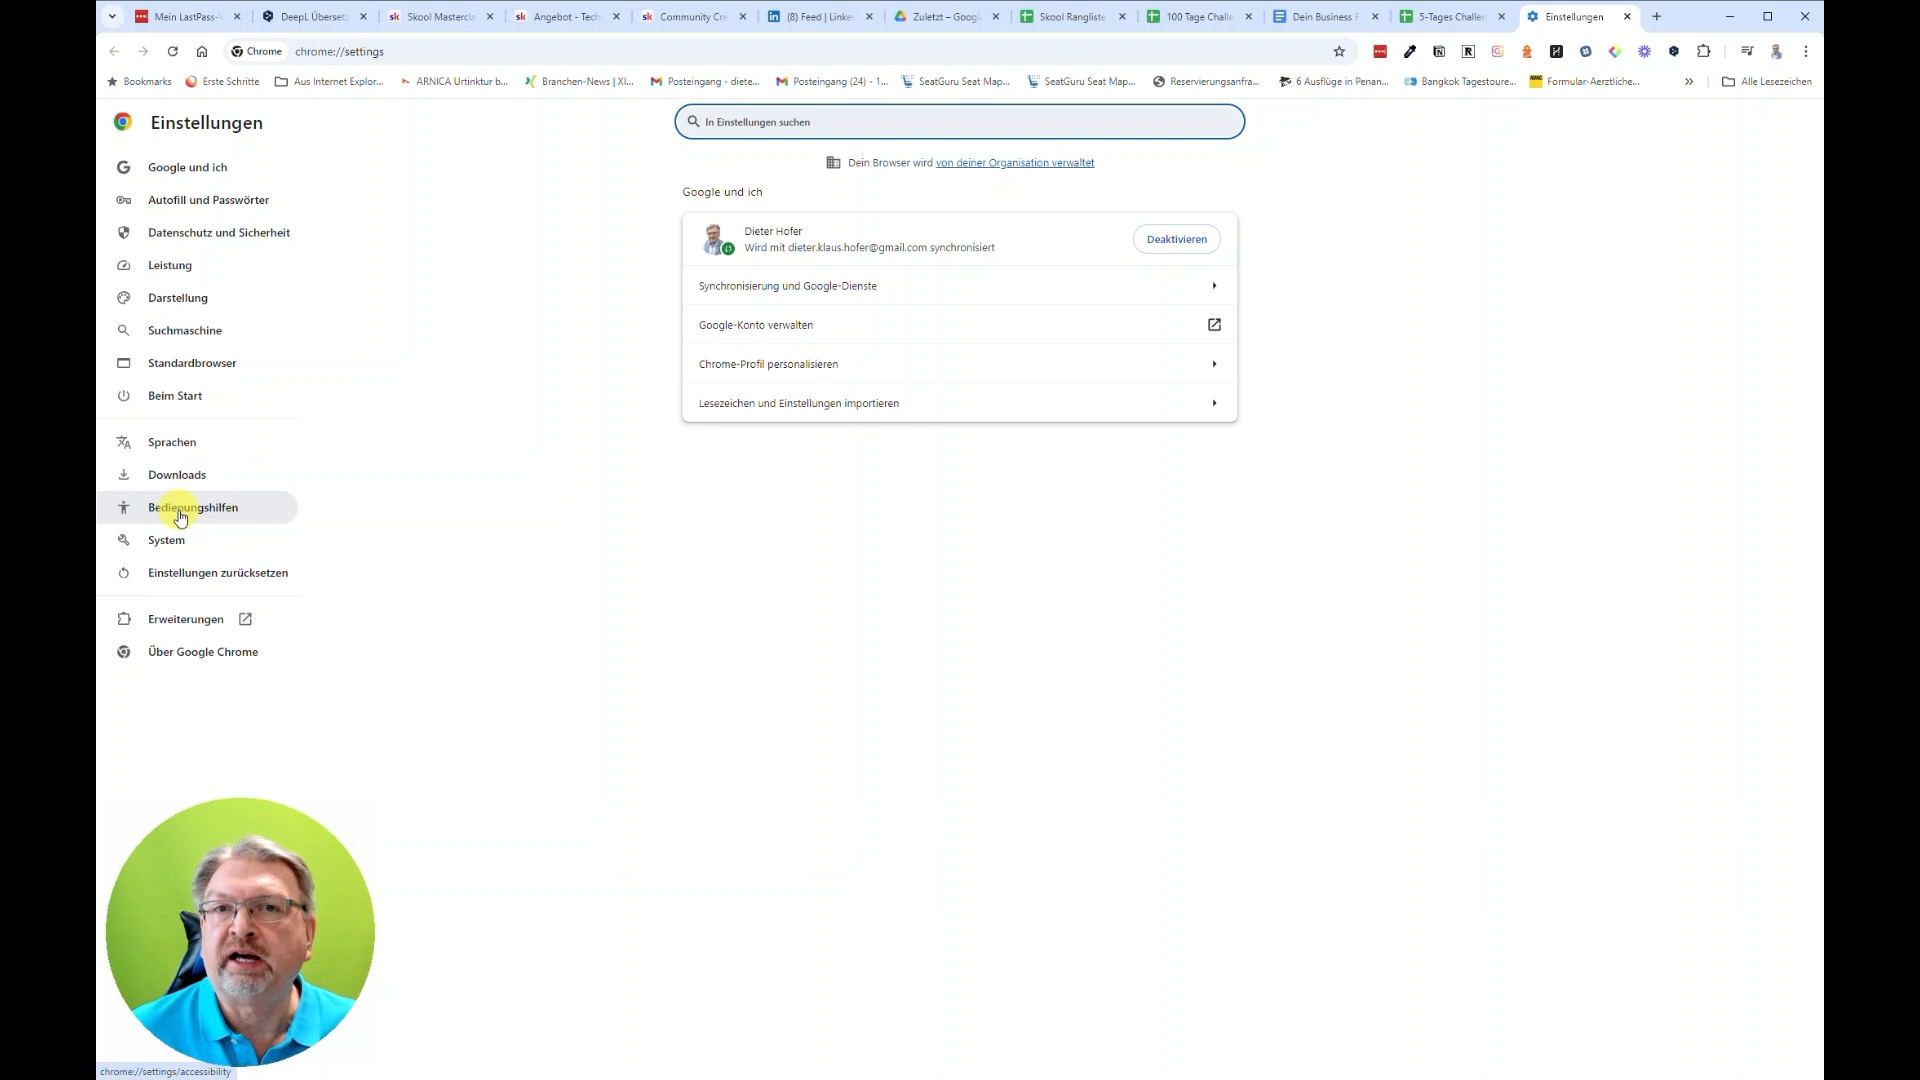 Mein LastPass-
DeepL Überset
sk Skool Mastercla
sk Angebot - Tech
sk Community Cre
(8) Feed | Linke
Zuletzt – Googl
Skool Rangliste
100 Tage Challe
Dein Business F
5-Tages Challen
Einstellungen
Chrome chrome://settings
Bookmarks
Erste Schritte
Aus Internet Explor...
ARNICA Urtinktur b...
Branchen-News | XI...
Posteingang - diete...
Posteingang (24) - 1...
SeatGuru Seat Map...
SeatGuru Seat Map...
Reservierungsanfra...
6 Ausflüge in Penan...
Bangkok Tagestoure...
Formular-Aerztliche...
Alle Lesezeichen
Einstellungen
In Einstellungen suchen
Dein Browser wird von deiner Organisation verwaltet
Google und ich
Autofill und Passwörter
Datenschutz und Sicherheit
Leistung
Darstellung
Suchmaschine
Standardbrowser
Beim Start
Sprachen
Downloads
Bedienungshilfen
System
Einstellungen zurücksetzen
Erweiterungen
Über Google Chrome
Google und ich
Dieter Hofer
Wird mit dieter.klaus.hofer@gmail.com synchronisiert
Deaktivieren
Synchronisierung und Google-Dienste
Google-Konto verwalten
Chrome-Profil personalisieren
Lesezeichen und Einstellungen importieren
chrome://settings/accessibility